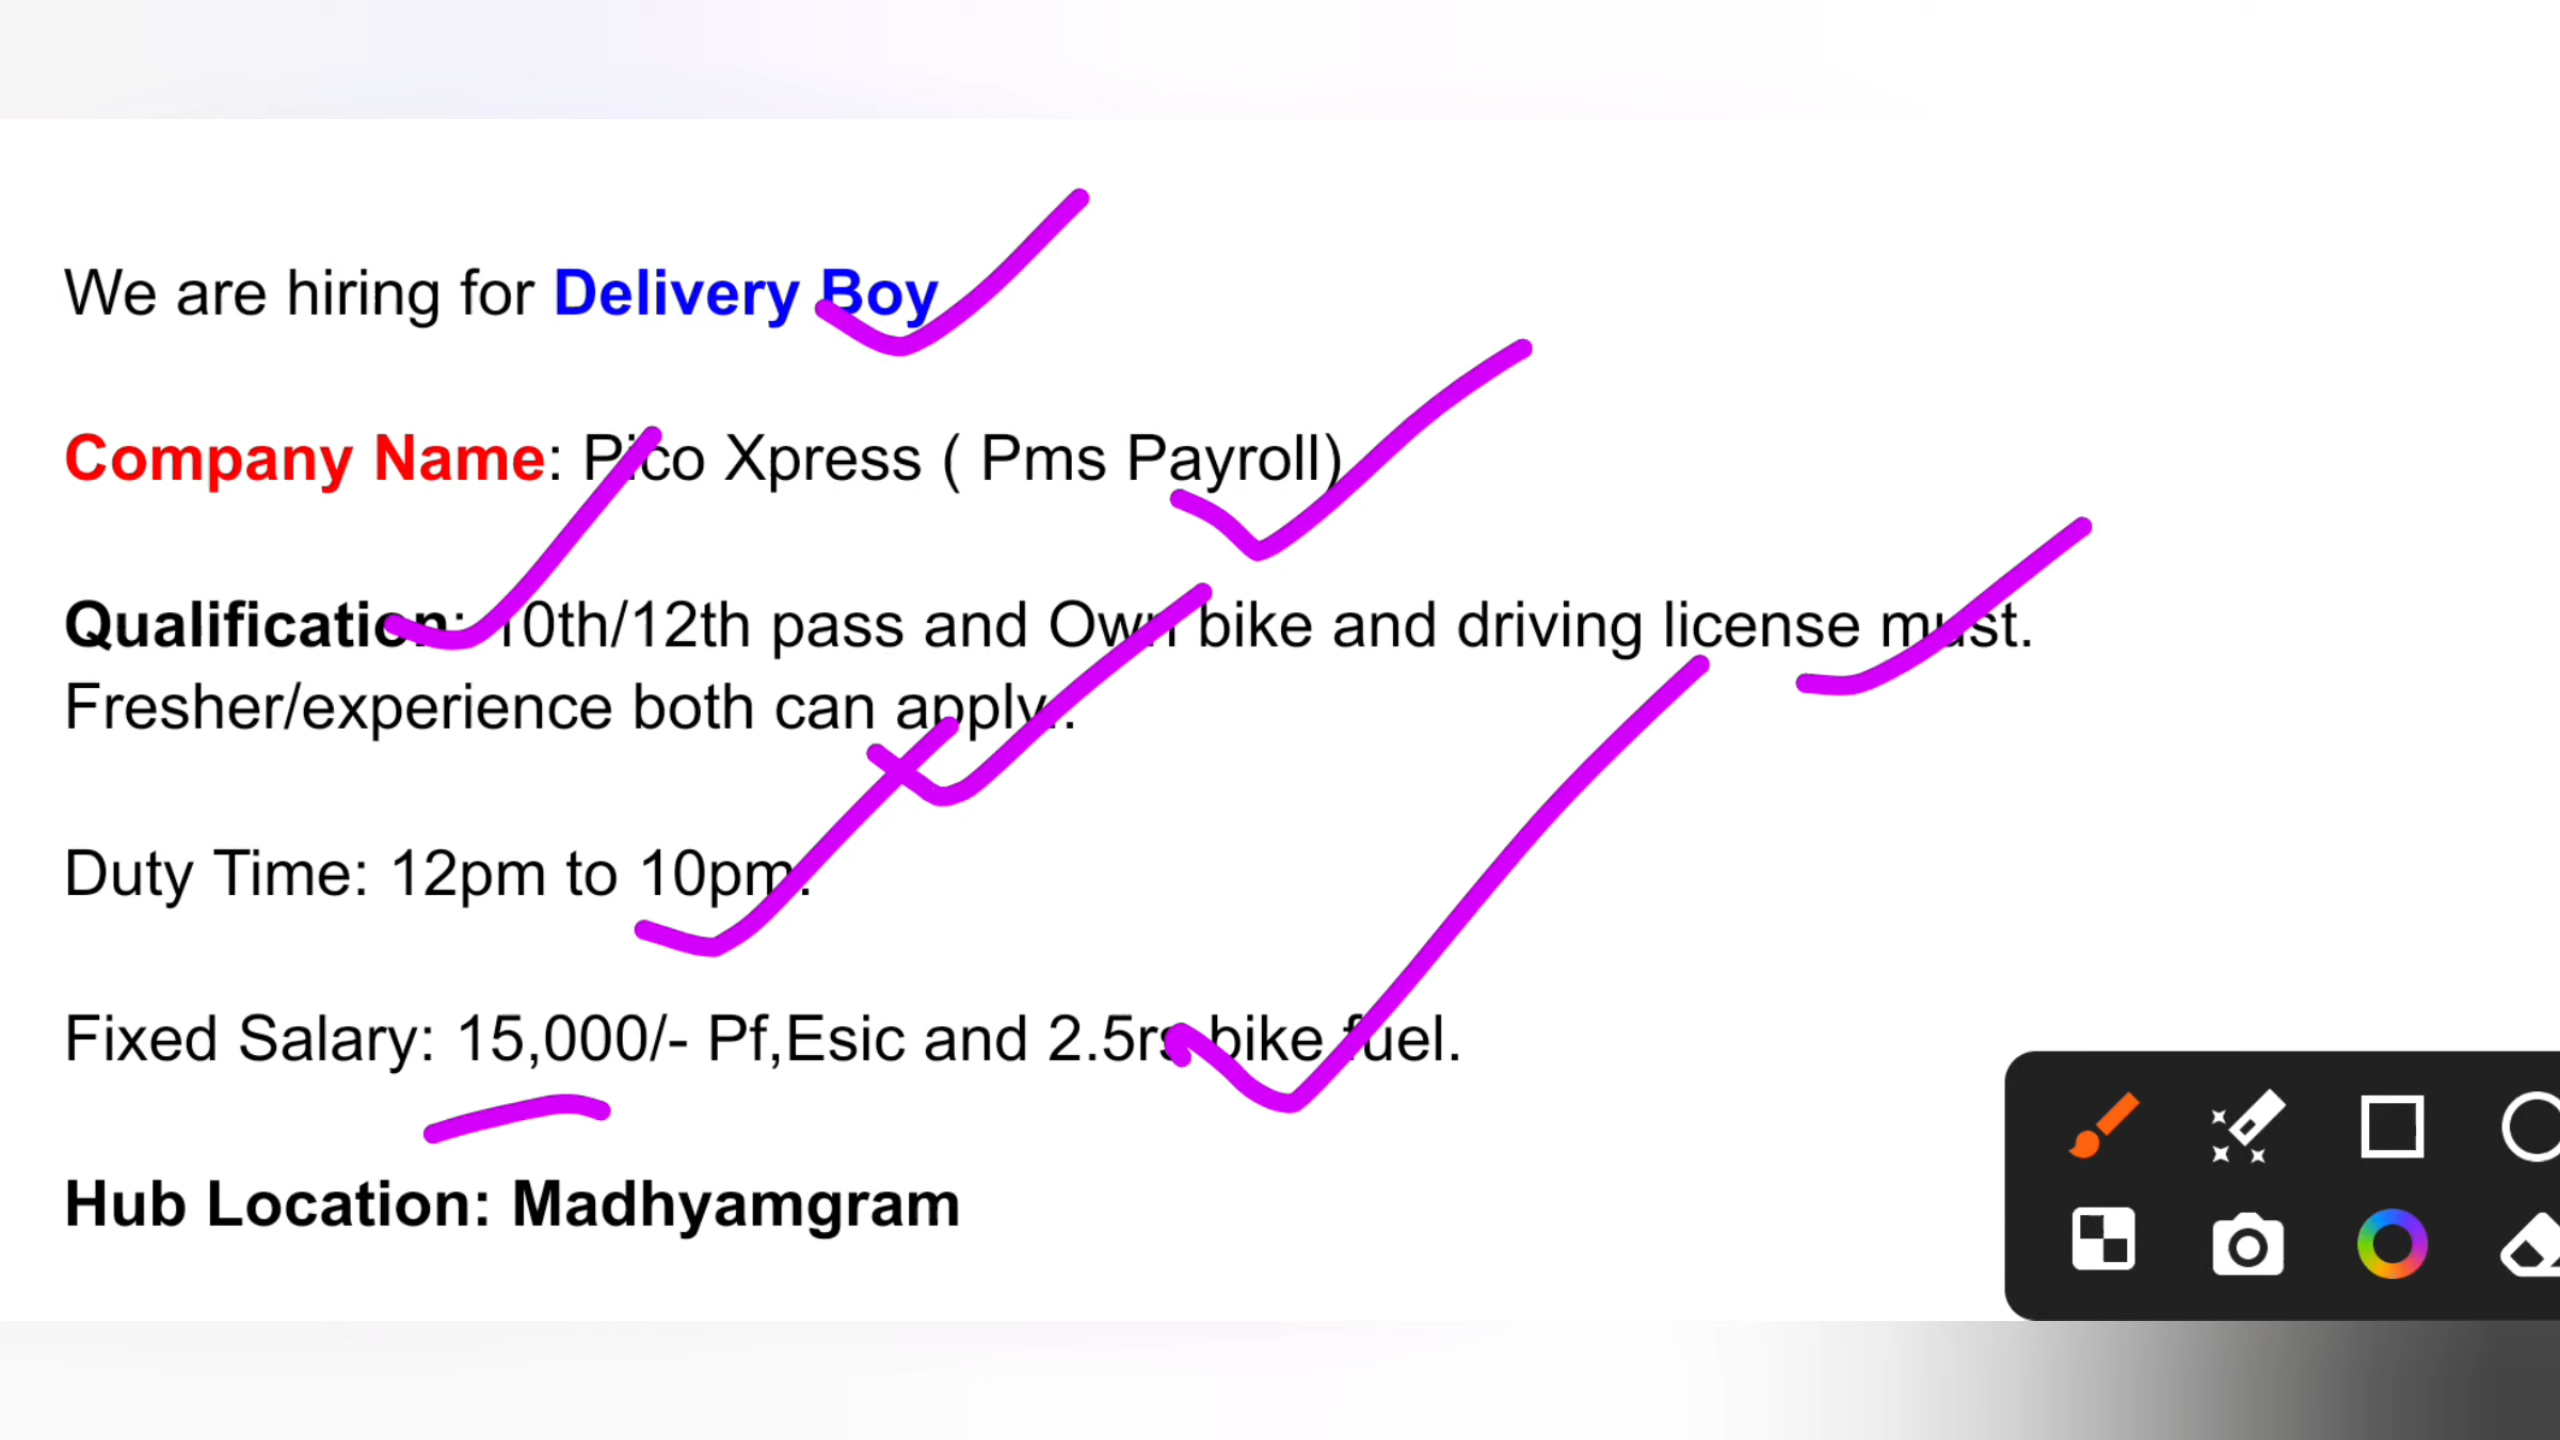 We are hiring for Delivery Boy
Company Name: Pico Xpress ( Pms Payroll)
Qualification: 10th/12th pass and Own bike and driving license must.
Fresher/experience both can apply..
Duty Time: 12pm to 10pm.
Fixed Salary: 15,000/- Pf,Esic and 2.5rs bike fuel.
Hub Location: Madhyamgram